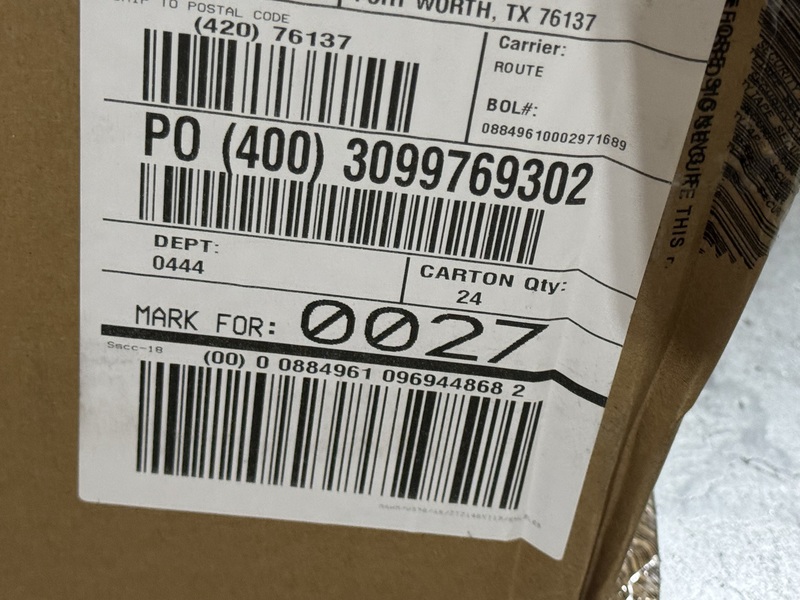 SHIP TO POSTAL CODE
(420) 76137
FORT WORTH, TX 76137
Carrier:
ROUTE
BOL#:
08849610002971689
PO (400) 3099769302
DEPT:
0444
CARTON Qty:
24
MARK FOR: 0027
Smcc-18
(00) 0 0884961 096944868 2